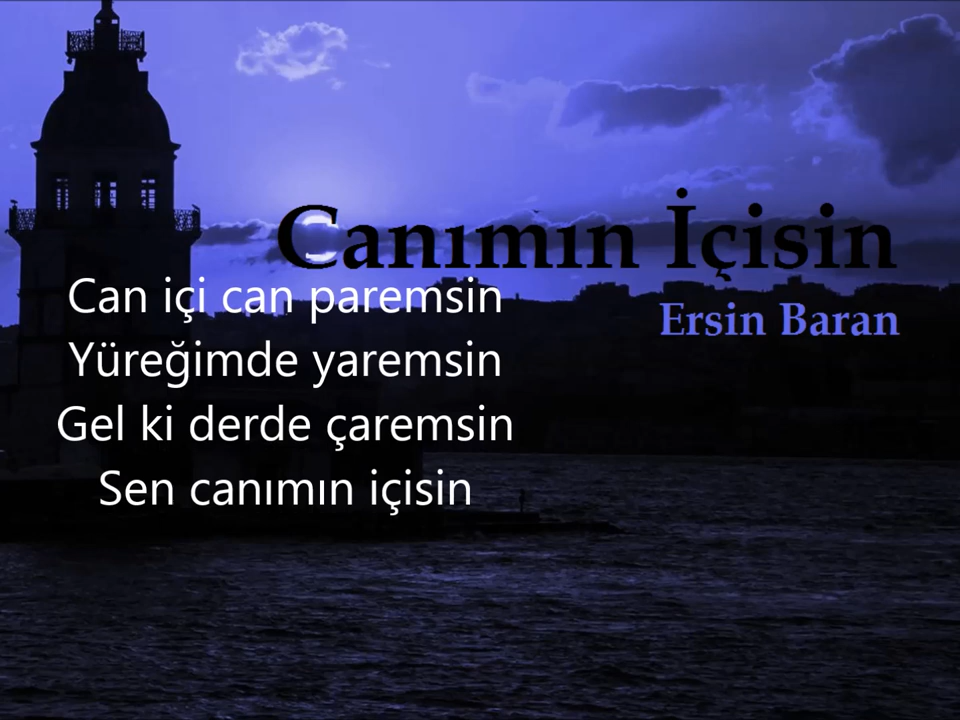 Canımın İçisin
Ersin Baran
Can içi can paremsin
Yüreğimde yaremsin
Gel ki derde çaremsin
Sen canımın içisin